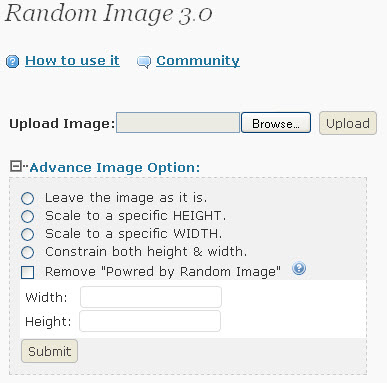 Random Image 3.0
How to use it Community
Upload Image: Browse... Upload
Advance Image Option:
Leave the image as it is.
Scale to a specific HEIGHT.
Scale to a specific WIDTH.
Constrain both height & width.
Remove "Powred by Random Image"
Width:
Height:
Submit